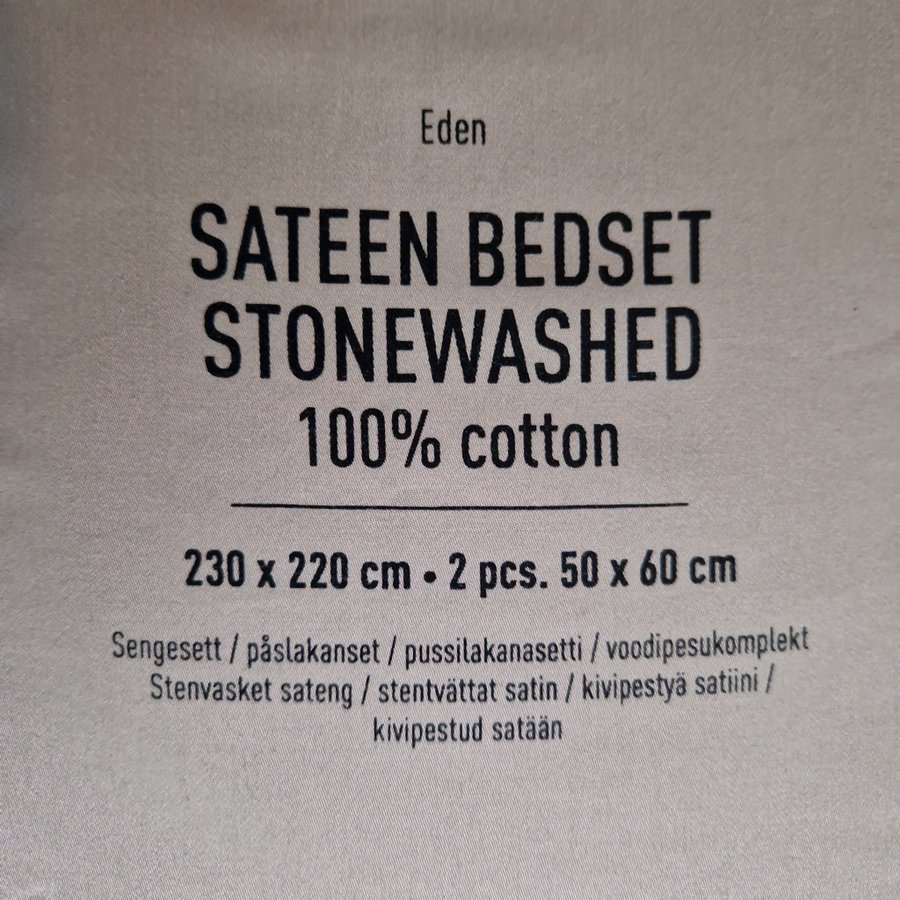 Eden
SATEEN BEDSET
STONEWASHED
100% cotton
230 x 220 cm • 2 pcs. 50 x 60 cm
Sengesett / påslakanset / pussilakanasetti / voodipesukomplekt
Stenvasket sateng / stentvättat satin / kivipestyä satiini /
kivipestud satään